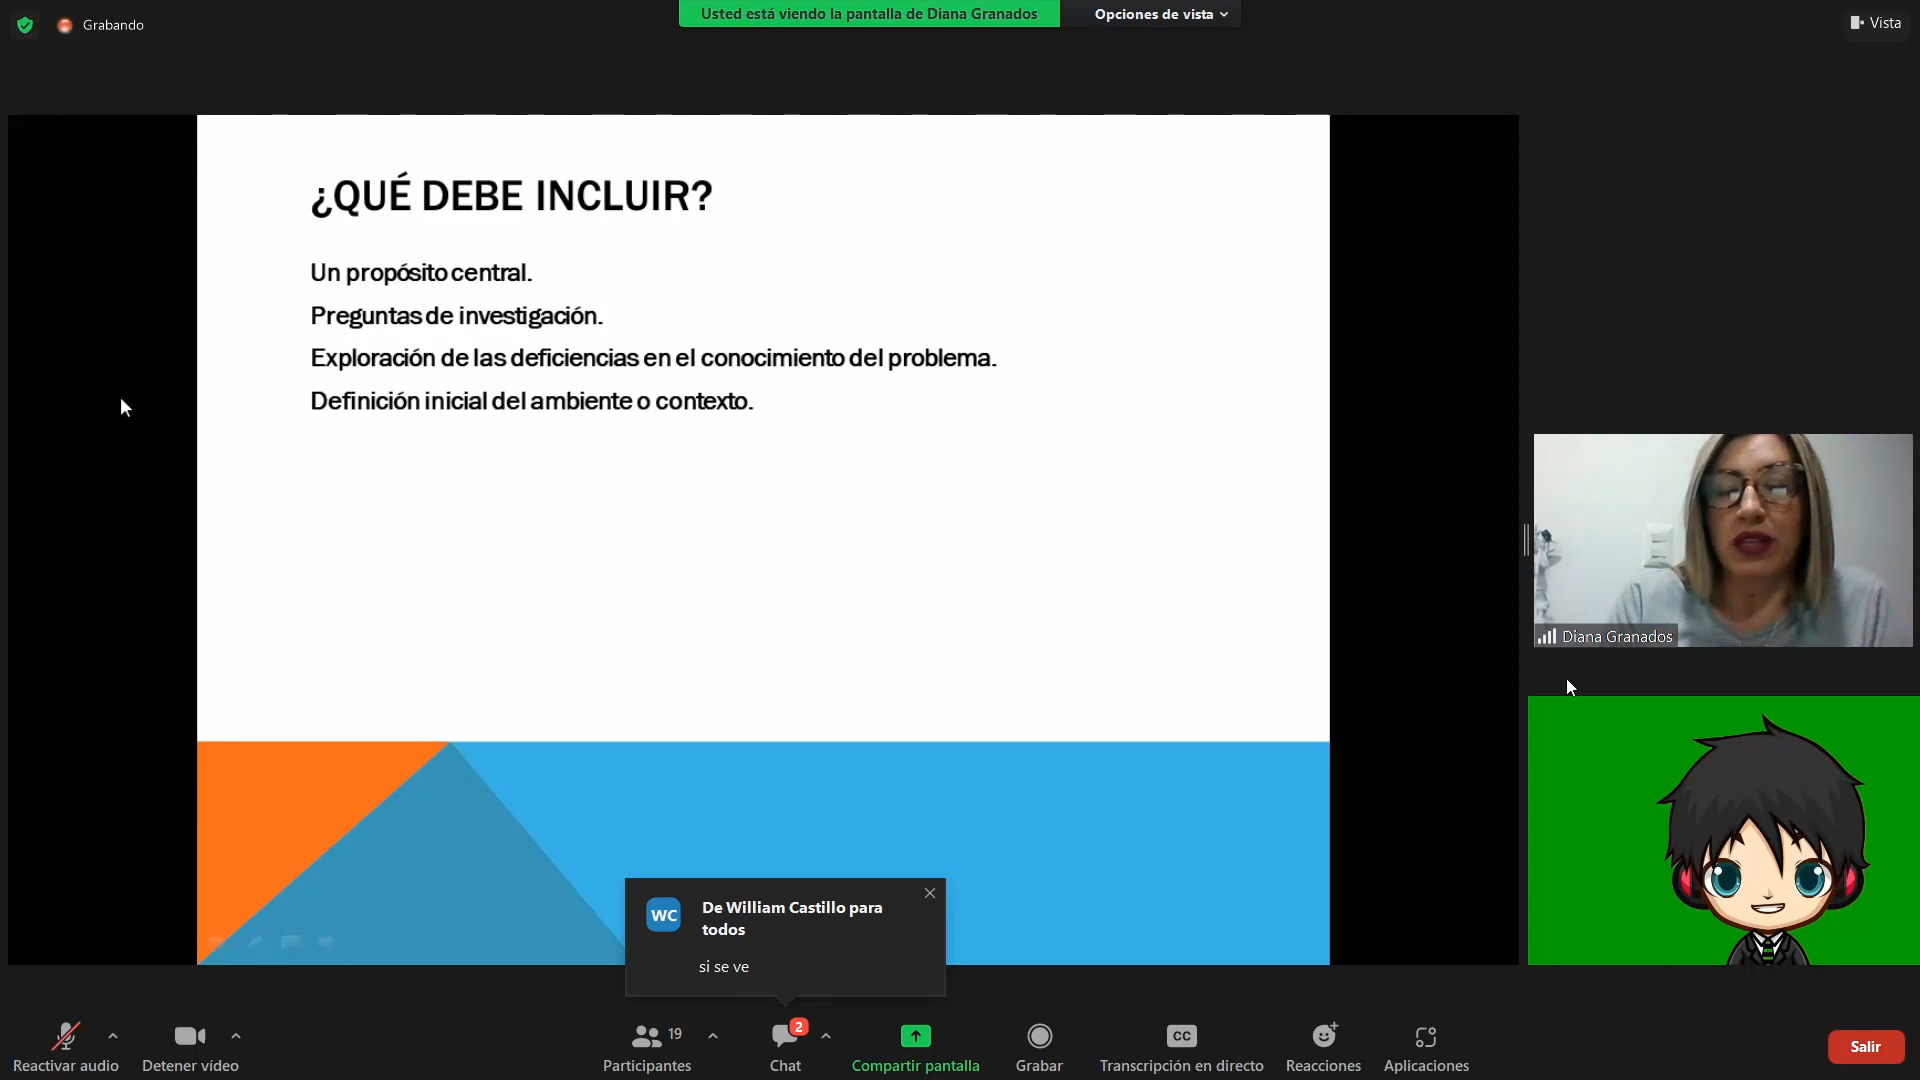 Grabando
Usted está viendo la pantalla de Diana Granados
Opciones de vista
Vista
¿QUÉ DEBE INCLUIR?
Un propósito central.
Preguntas de investigación.
Exploración de las deficiencias en el conocimiento del problema.
Definición inicial del ambiente o contexto.
Diana Granados
WC
De William Castillo para
todos
si se ve
Reactivar audio
Detener vídeo
19
Participantes
2
Chat
Compartir pantalla
Grabar
CC
Transcripción en directo
Reacciones
Aplicaciones
Salir